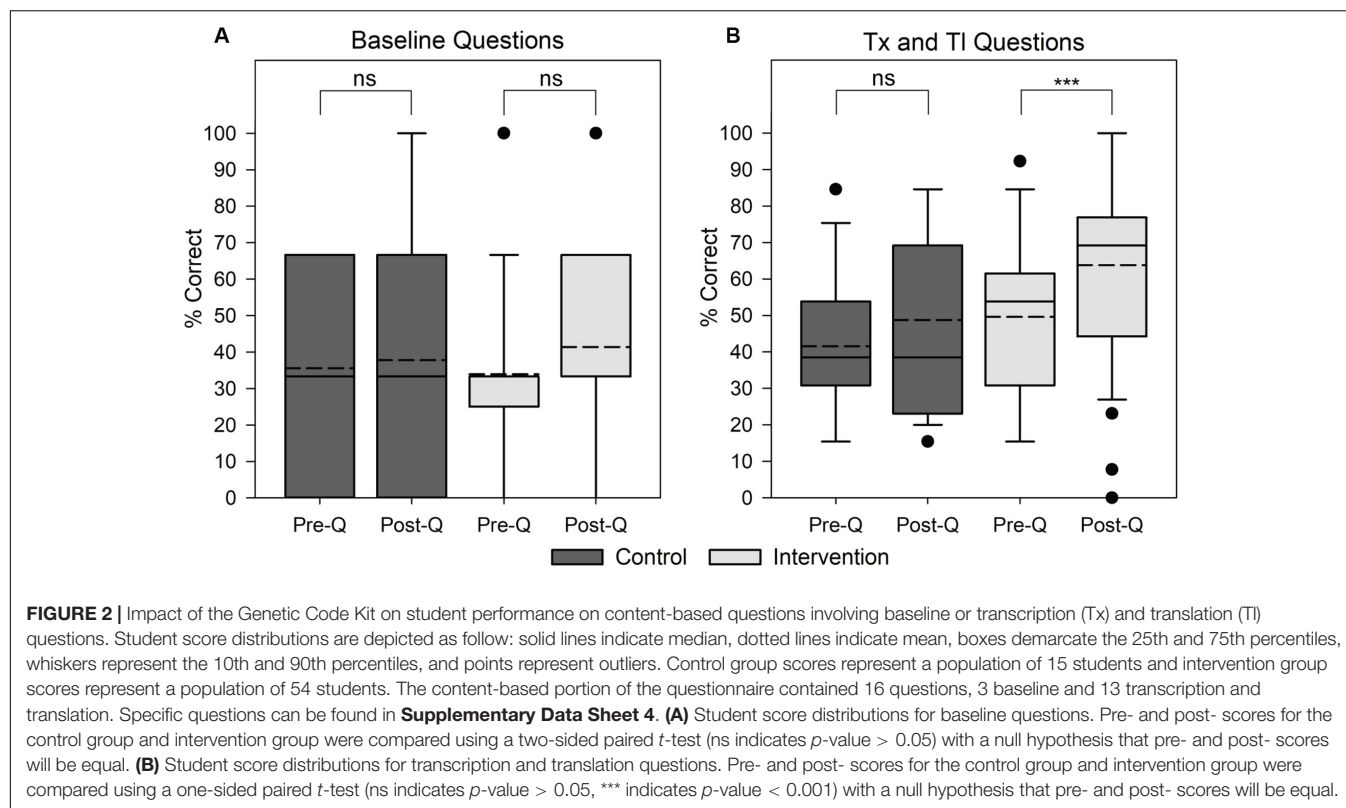 A
Baseline Questions
ns
ns
100
90
80
70
60
50
40
30
20
10
0
% Correct
Pre-Q Post-Q Pre-Q Post-Q
B
Tx and Tl Questions
ns
***
100
90
80
70
60
50
40
30
20
10
0
% Correct
Pre-Q Post-Q Pre-Q Post-Q
Control Intervention
FIGURE 2 | Impact of the Genetic Code Kit on student performance on content-based questions involving baseline or transcription (Tx) and translation (Tl)
questions. Student score distributions are depicted as follow: solid lines indicate median, dotted lines indicate mean, boxes demarcate the 25th and 75th percentiles,
whiskers represent the 10th and 90th percentiles, and points represent outliers. Control group scores represent a population of 15 students and intervention group
scores represent a population of 54 students. The content-based portion of the questionnaire contained 16 questions, 3 baseline and 13 transcription and
translation. Specific questions can be found in Supplementary Data Sheet 4. (A) Student score distributions for baseline questions. Pre- and post- scores for the
control group and intervention group were compared using a two-sided paired t-test (ns indicates p-value > 0.05) with a null hypothesis that pre- and post- scores
will be equal. (B) Student score distributions for transcription and translation questions. Pre- and post- scores for the control group and intervention group were
compared using a one-sided paired t-test (ns indicates p-value > 0.05, *** indicates p-value < 0.001) with a null hypothesis that pre- and post- scores will be equal.